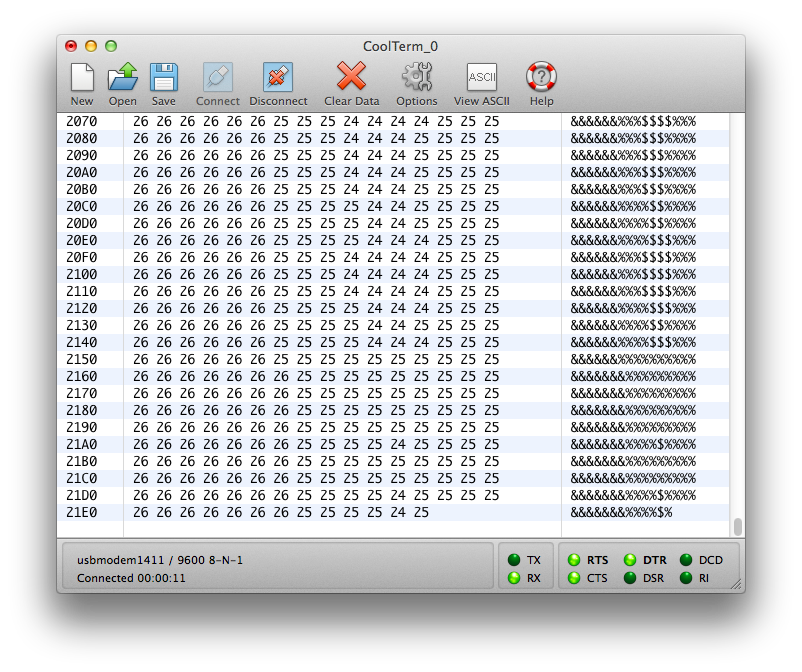 CoolTerm_0
New Open Save Connect Disconnect Clear Data Options ASCII View ASCII ? Help
2070 26 26 26 26 26 26 25 25 25 24 24 24 24 25 25 25 &&&&&&%%%$$$$%%%
2080 26 26 26 26 26 26 25 25 25 24 24 24 25 25 25 25 &&&&&&%%%$$$%%%%
2090 26 26 26 26 26 26 25 25 25 24 24 24 25 25 25 25 &&&&&&%%%$$$%%%%
20A0 26 26 26 26 26 26 25 25 25 24 24 24 25 25 25 25 &&&&&&%%%$$$%%%%
20B0 26 26 26 26 26 26 25 25 25 24 24 24 25 25 25 25 &&&&&&%%%$$$%%%%
20C0 26 26 26 26 26 26 25 25 25 25 24 24 24 25 25 25 &&&&&&%%%%$$$%%%
20D0 26 26 26 26 26 26 25 25 25 25 24 24 25 25 25 25 &&&&&&%%%%$$%%%%
20E0 26 26 26 26 26 26 25 25 25 25 24 24 24 25 25 25 &&&&&&%%%%$$$%%%
20F0 26 26 26 26 26 26 25 25 25 25 24 24 24 25 25 25 &&&&&&%%%%$$$%%%
2100 26 26 26 26 26 26 25 25 25 24 24 24 24 25 25 25 &&&&&&%%%$$$$%%%
2110 26 26 26 26 26 26 25 25 25 24 24 24 24 25 25 25 &&&&&&%%%$$$$%%%
2120 26 26 26 26 26 26 25 25 25 24 24 24 24 25 25 25 &&&&&&%%%$$$$%%%
2130 26 26 26 26 26 26 25 25 25 25 24 24 25 25 25 25 &&&&&&%%%%$$%%%%
2140 26 26 26 26 26 26 25 25 25 25 24 24 24 25 25 25 &&&&&&%%%%$$$%%%
2150 26 26 26 26 26 26 25 25 25 25 25 25 25 25 25 25 &&&&&&%%%%%%%%%%
2160 26 26 26 26 26 26 26 25 25 25 25 25 25 25 25 25 &&&&&&&%%%%%%%%%
2170 26 26 26 26 26 26 26 25 25 25 25 25 25 25 25 25 &&&&&&&%%%%%%%%%
2180 26 26 26 26 26 26 26 25 25 25 25 25 25 25 25 25 &&&&&&&%%%%%%%%%
2190 26 26 26 26 26 26 26 25 25 25 25 25 25 25 25 25 &&&&&&&%%%%%%%%%
21A0 26 26 26 26 26 26 26 25 25 25 25 24 25 25 25 25 &&&&&&&%%%%$%%%%
21B0 26 26 26 26 26 26 26 25 25 25 25 25 25 25 25 25 &&&&&&&%%%%%%%%%
21C0 26 26 26 26 26 26 26 25 25 25 25 25 25 25 25 25 &&&&&&&%%%%%%%%%
21D0 26 26 26 26 26 26 26 25 25 25 25 24 25 25 25 25 &&&&&&&%%%%$%%%%
21E0 26 26 26 26 26 26 26 25 25 25 25 24 25 &&&&&&&%%%%$%
usbmodem1411 / 9600 8-N-1 TX RTS DTR DCD
Connected 00:00:11 RX CTS DSR RI